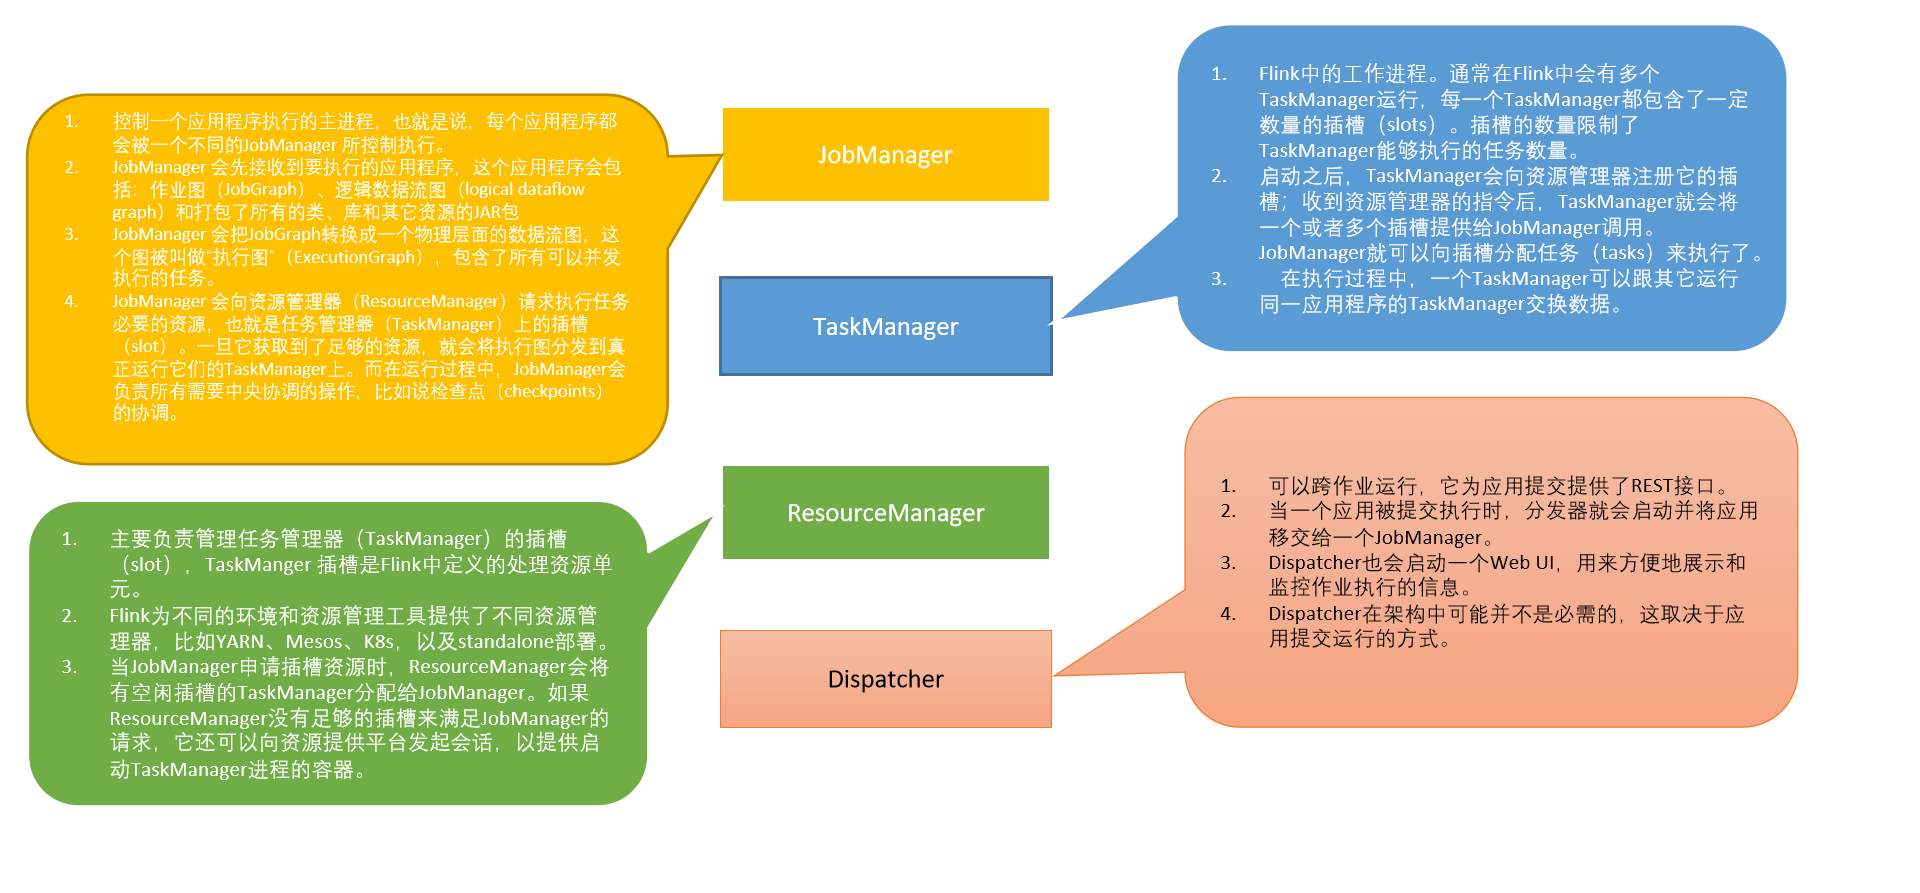 1. 控制一个应用程序执行的主进程，也就是说，每个应用程序都
会被一个不同的JobManager 所控制执行。
2. JobManager 会先接收到要执行的应用程序，这个应用程序会包
括：作业图（JobGraph）、逻辑数据流图（logical dataflow
graph）和打包了所有的类、库和其它资源的JAR包
3. JobManager 会把JobGraph转换成一个物理层面的数据流图，这
个图被叫做“执行图”（ExecutionGraph），包含了所有可以并发
执行的任务。
4. JobManager 会向资源管理器（ResourceManager）请求执行任务
必要的资源，也就是任务管理器（TaskManager）上的插槽
（slot）。一旦它获取到了足够的资源，就会将执行图分发到真
正运行它们的TaskManager上。而在运行过程中，JobManager会
负责所有需要中央协调的操作，比如说检查点（checkpoints）
的协调。
JobManager
1. Flink中的工作进程。通常在Flink中会有多个
TaskManager运行，每一个TaskManager都包含了一定
数量的插槽（slots）。插槽的数量限制了
TaskManager能够执行的任务数量。
2. 启动之后，TaskManager会向资源管理器注册它的插
槽；收到资源管理器的指令后，TaskManager就会将
一个或者多个插槽提供给JobManager调用。
JobManager就可以向插槽分配任务（tasks）来执行了。
3. 在执行过程中，一个TaskManager可以跟其它运行
同一应用程序的TaskManager交换数据。
TaskManager
1. 主要负责管理任务管理器（TaskManager）的插槽
（slot），TaskManger 插槽是Flink中定义的处理资源单
元。
2. Flink为不同的环境和资源管理工具提供了不同资源管
理器，比如YARN、Mesos、K8s，以及standalone部署。
3. 当JobManager申请插槽资源时，ResourceManager会将
有空闲插槽的TaskManager分配给JobManager。如果
ResourceManager没有足够的插槽来满足JobManager的
请求，它还可以向资源提供平台发起会话，以提供启
动TaskManager进程的容器。
ResourceManager
1. 可以跨作业运行，它为应用提交提供了REST接口。
2. 当一个应用被提交执行时，分发器就会启动并将应用
移交给一个JobManager。
3. Dispatcher也会启动一个Web UI，用来方便地展示和
监控作业执行的信息。
4. Dispatcher在架构中可能并不是必需的，这取决于应
用提交运行的方式。
Dispatcher